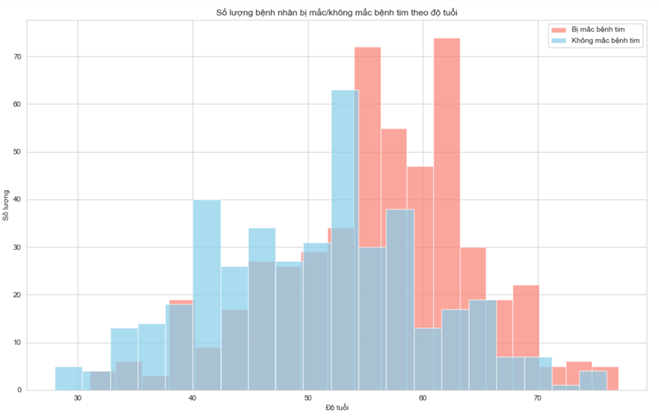 Số lượng bệnh nhân bị mắc/không mắc bệnh tim theo độ tuổi
Bị mắc bệnh tim
Không mắc bệnh tim
70
60
50
40
30
20
10
0
Số lượng
30 40 50 60 70
Độ tuổi